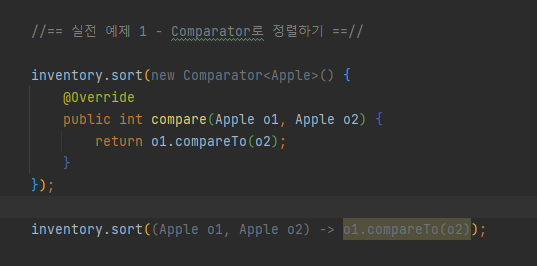 //== 실전 예제 1 - Comparator로 정렬하기 ==//
inventory.sort(new Comparator<Apple>() {
@Override
public int compare(Apple o1, Apple o2) {
return o1.compareTo(o2);
}
});
inventory.sort((Apple o1, Apple o2) -> o1.compareTo(o2));